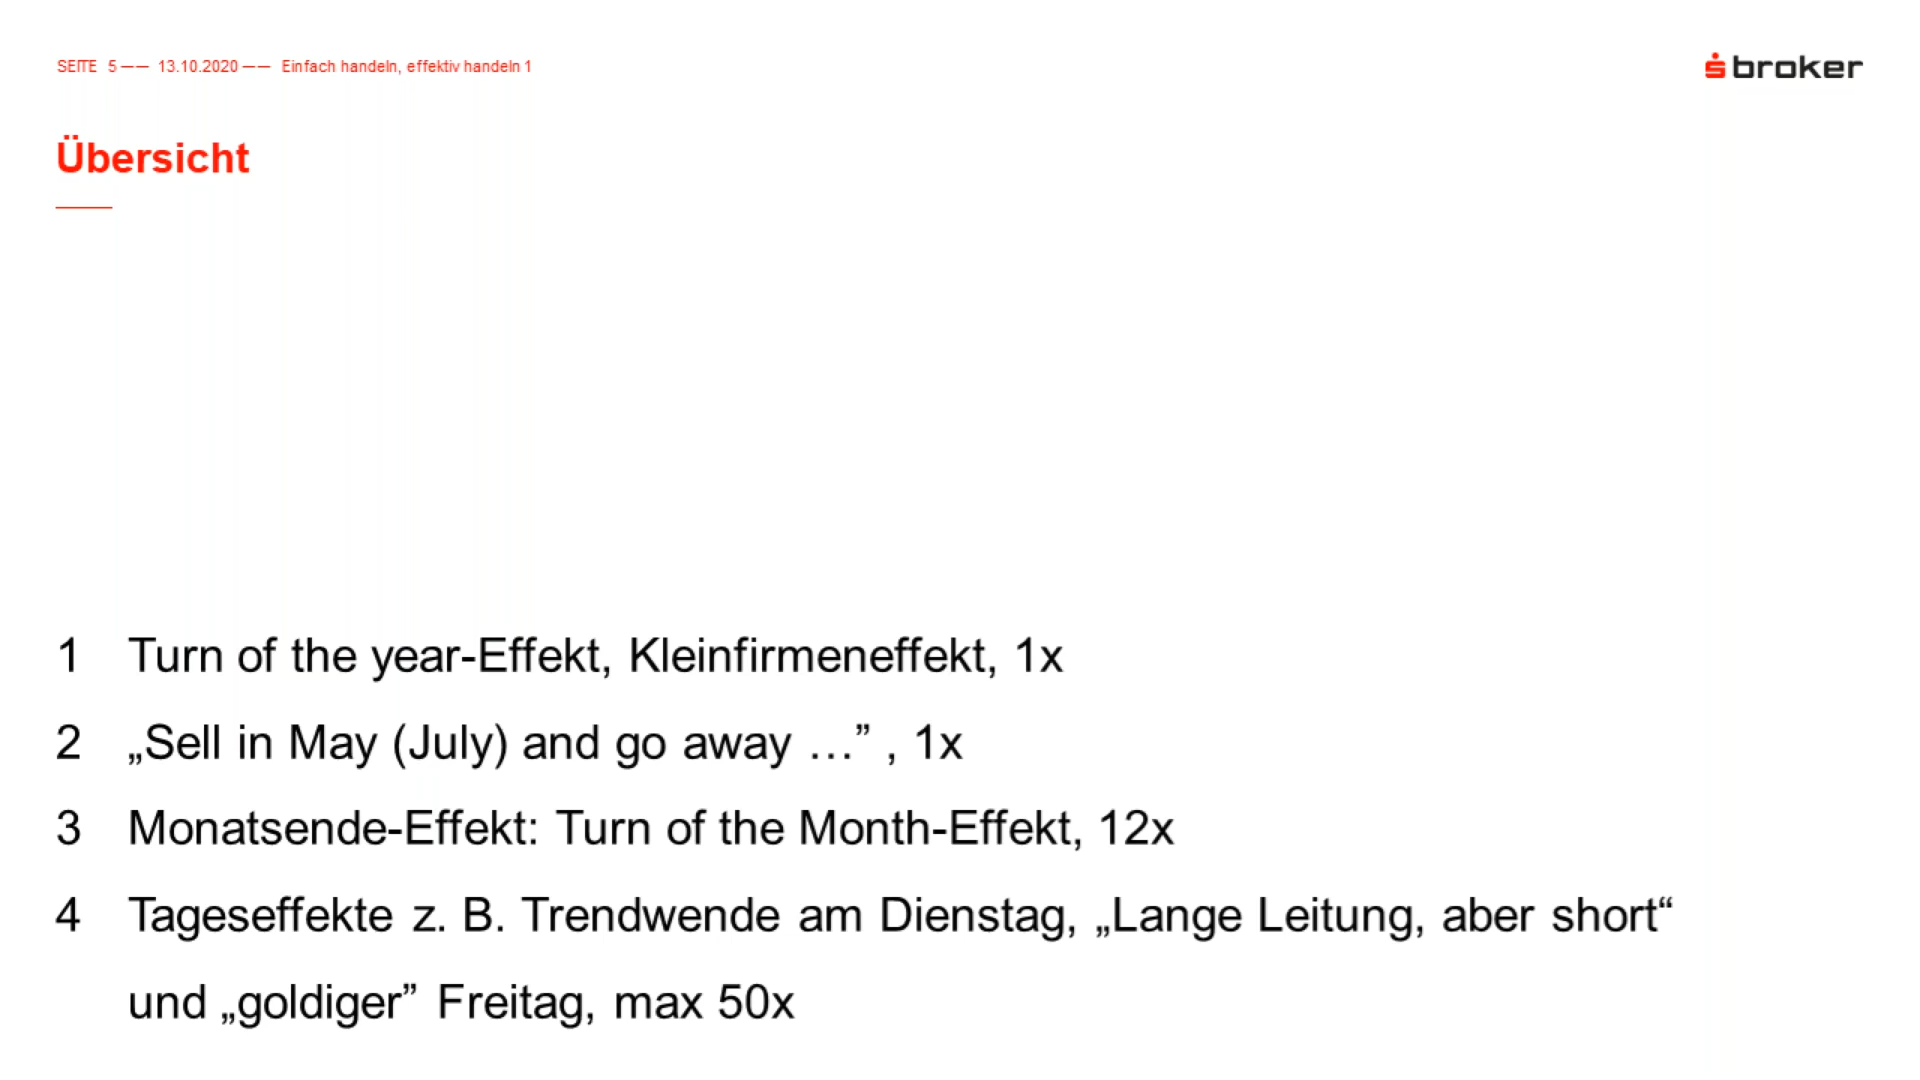 SEITE 5 —— 13.10.2020 —— Einfach handeln, effektiv handeln 1
broker
Übersicht
1 Turn of the year-Effekt, Kleinfirmeneffekt, 1x
2 „Sell in May (July) and go away …” , 1x
3 Monatsende-Effekt: Turn of the Month-Effekt, 12x
4 Tageseffekte z. B. Trendwende am Dienstag, „Lange Leitung, aber short“
und „goldiger” Freitag, max 50x